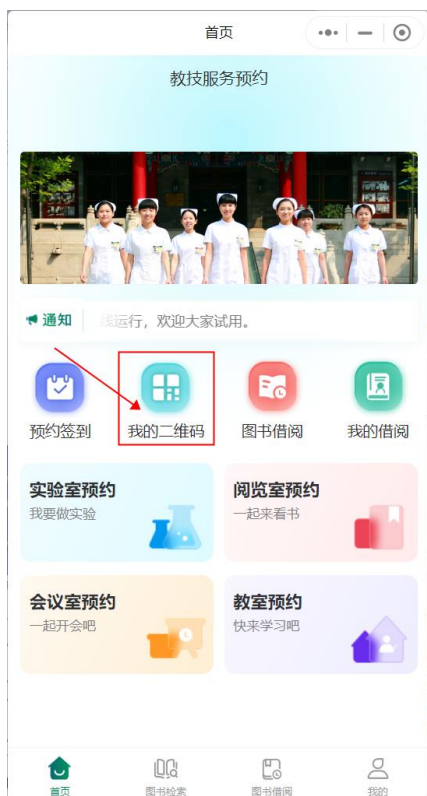 首页
教技服务预约
通知
运行，欢迎大家试用。
预约签到
我的二维码
图书借阅
我的借阅
实验室预约
我要做实验
阅览室预约
一起来看书
会议室预约
一起开会吧
教室预约
快来学习吧
首页
图书检索
图书借阅
我的